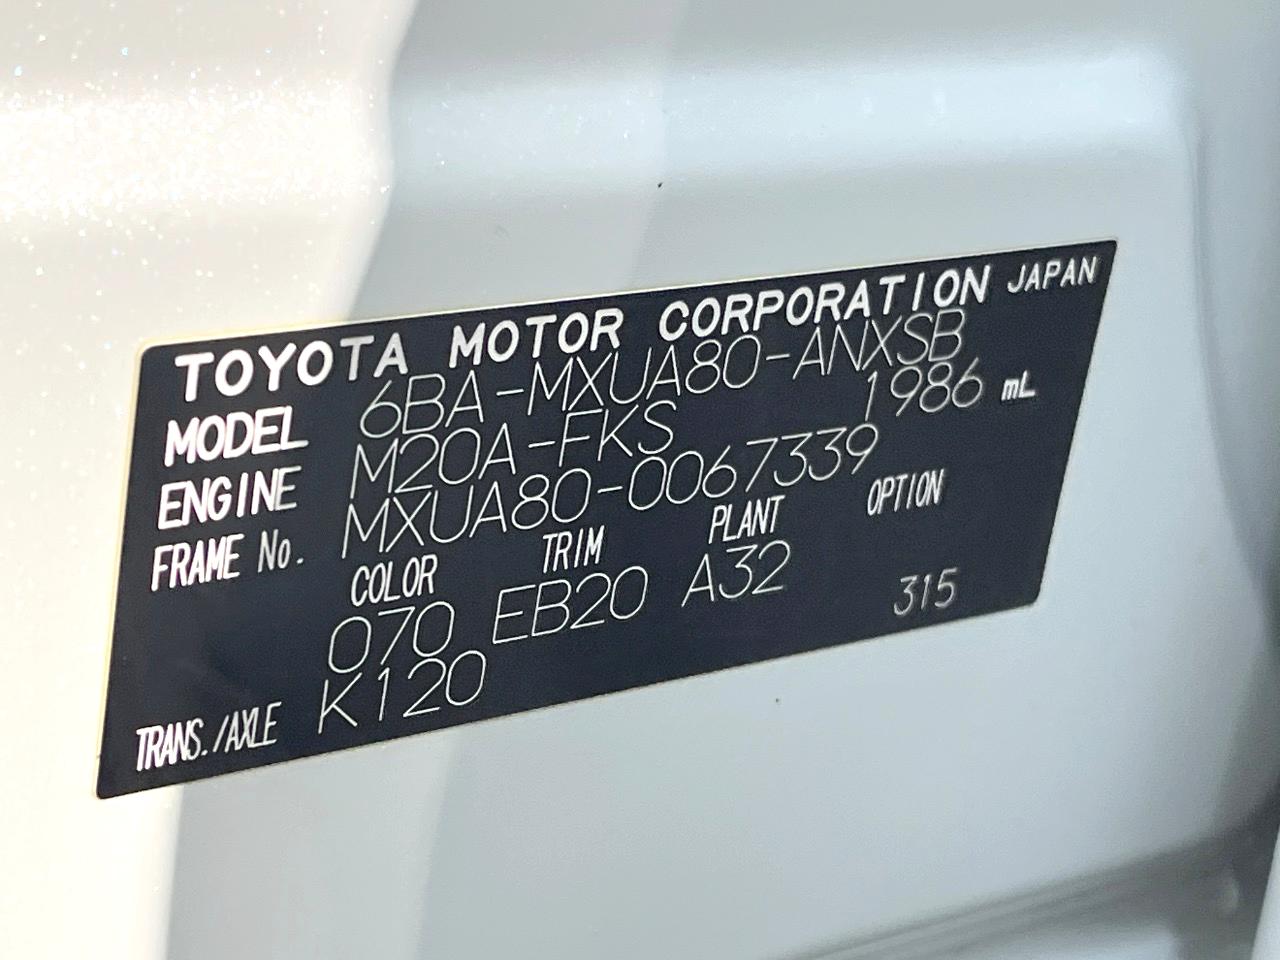 TOYOTA MOTOR CORPORATION JAPAN
MODEL 6BA-MXUA80-ANXSB
ENGINE M20A-FKS 1986 mL
FRAME No. MXUA80-0067339
COLOR TRIM PLANT OPTION
070 EB20 A32 315
TRANS./AXLE K120